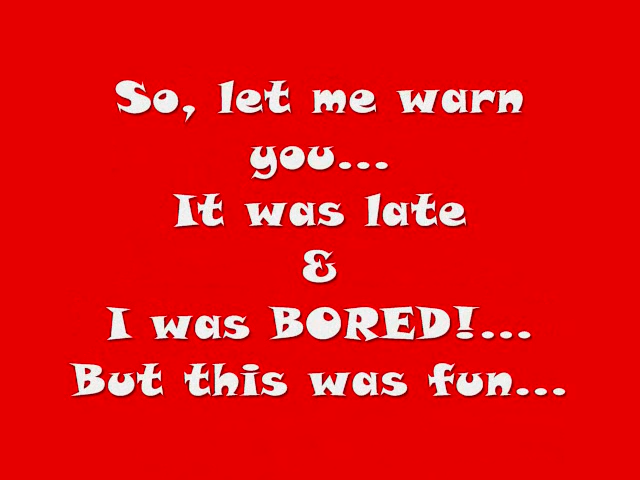 So, let me warn
you...
It was late
&
I was BORED!...
But this was fun...